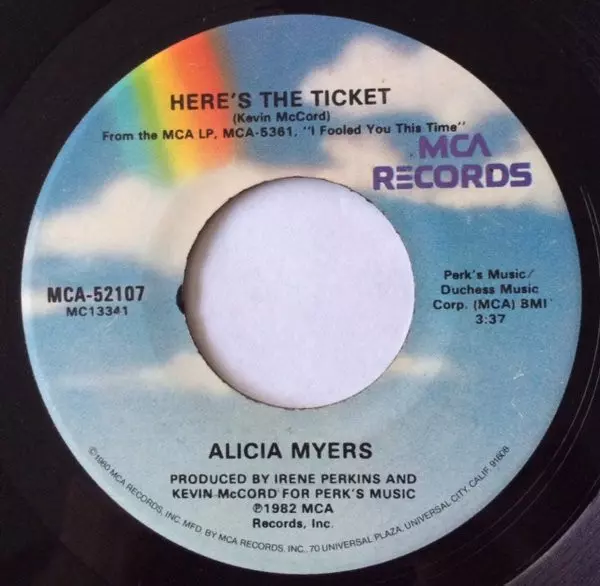 HERE'S THE TICKET
(Kevin McCord)
From the MCA LP, MCA-5361, "I Fooled You This Time"
MCA
RECORDS
MCA-52107
MC13341
Perk's Music/
Duchess Music
Corp. (MCA) BMI
3:37
ALICIA MYERS
PRODUCED BY IRENE PERKINS AND
KEVIN McCORD FOR PERK'S MUSIC
℗1982 MCA
Records, Inc.
©1980 MCA RECORDS, INC. MFD. BY MCA RECORDS, INC., 70 UNIVERSAL PLAZA, UNIVERSAL CITY, CALIF. 91608